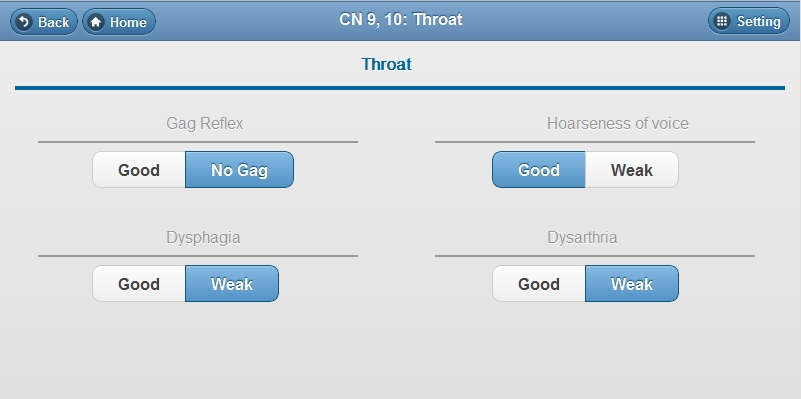 Back Home CN 9, 10: Throat Setting
Throat
Gag Reflex Hoarseness of voice
Good No Gag Good Weak
Dysphagia Dysarthria
Good Weak Good Weak